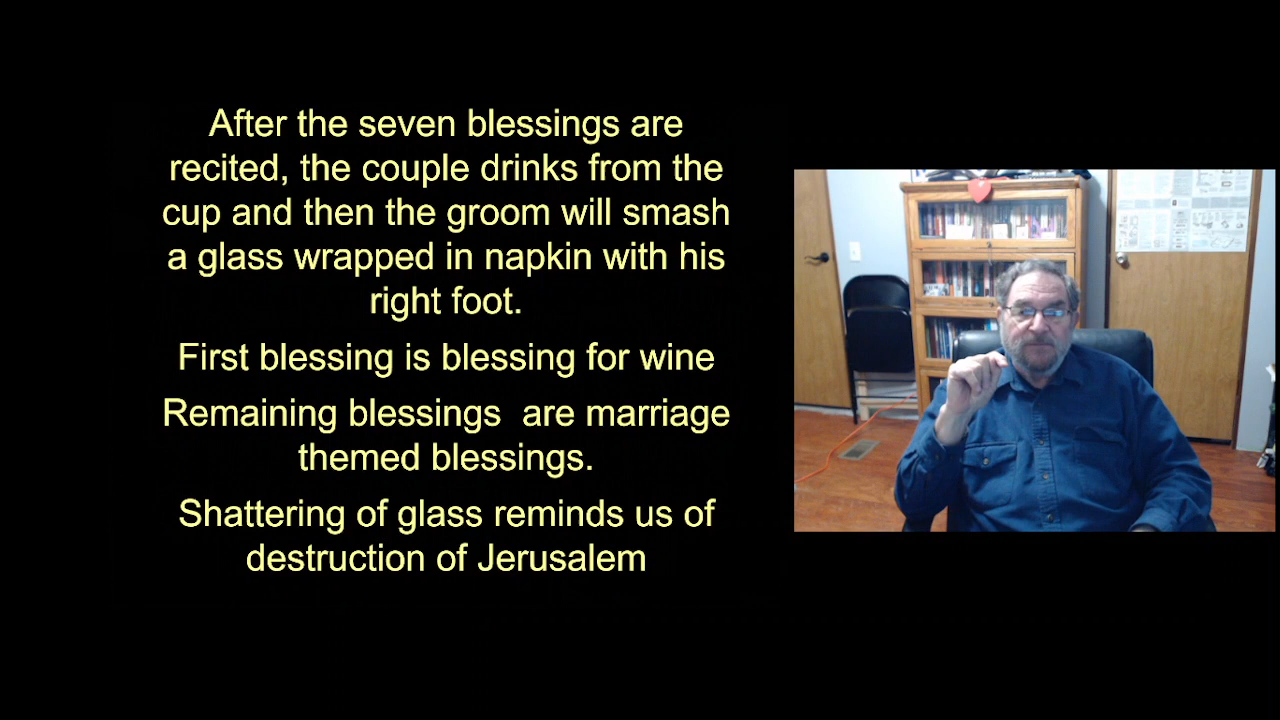 After the seven blessings are
recited, the couple drinks from the
cup and then the groom will smash
a glass wrapped in napkin with his
right foot.
First blessing is blessing for wine
Remaining blessings  are marriage
themed blessings.
Shattering of glass reminds us of
destruction of Jerusalem